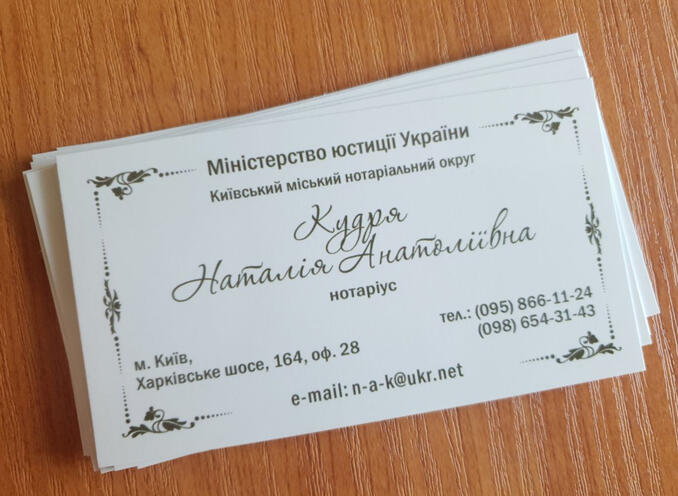 Міністерство юстиції України
Київський міський нотаріальний округ
Кудря
Наталія Анатоліївна
нотаріус
тел.: (095) 866-11-24
(098) 654-31-43
м. Київ,
Харківське шосе, 164, оф. 28
e-mail: n-a-k@ukr.net